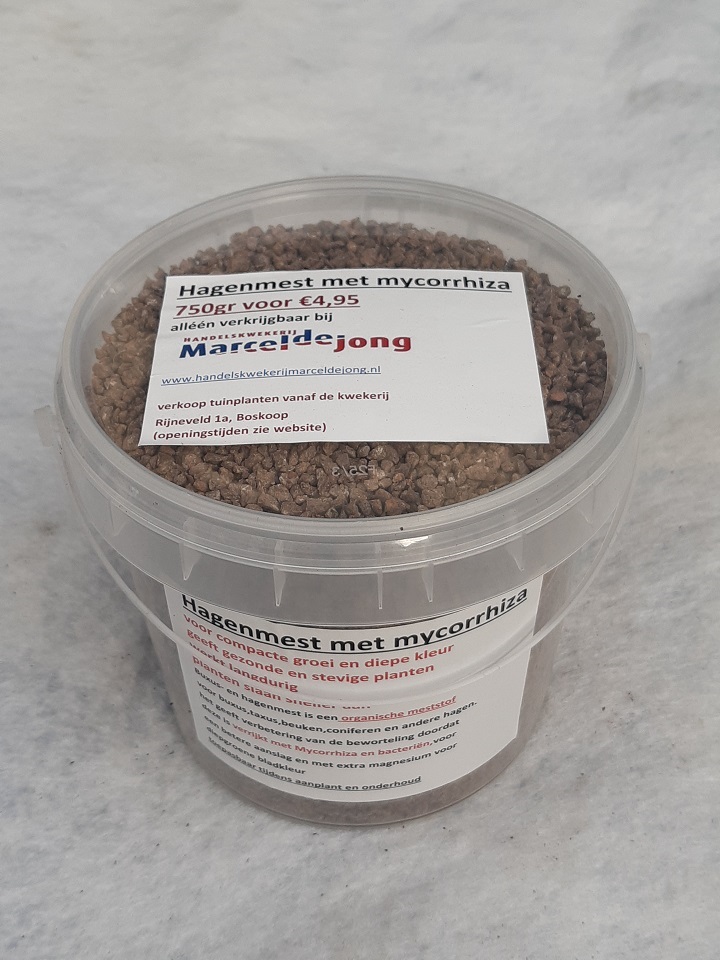 Hagenmest met mycorrhiza
750gr voor €4,95
alléén verkrijgbaar bij
HANDELSKWEKERIJ
Marcel de jong
www.handelskwekerijmarceldejong.nl
verkoop tuinplanten vanaf de kwekerij
Rijneveld 1a, Boskoop
(openingstijden zie website)
Hagenmest met mycorrhiza
voor compacte groei en diepe kleur
geeft gezonde en stevige planten
werkt langdurig
planten slaan sneller aan
Buxus- en hagenmest is een organische meststof
voor buxus,taxus,beuken,coniferen en andere hagen.
het geeft verbetering van de beworteling doordat
deze is verrijkt met Mycorrhiza en bacteriën,voor
een betere aanslag en met extra magnesium voor
diepgroene bladkleur
toepasbaar tijdens aanplant en onderhoud